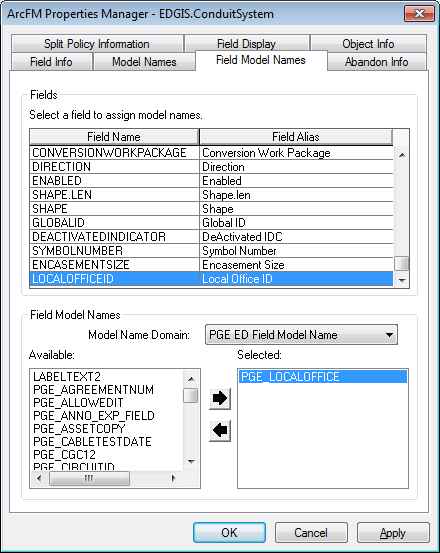 ArcFM Properties Manager - EDGIS.ConduitSystem
Split Policy Information Field Display Object Info
Field Info Model Names Field Model Names Abandon Info
Fields
Select a field to assign model names.
Field Name Field Alias
CONVERSIONWORKPACKAGE Conversion Work Package
DIRECTION Direction
ENABLED Enabled
SHAPE.LEN Shape.len
SHAPE Shape
GLOBALID Global ID
DEACTIVATEDINDICATOR DeActivated IDC
SYMBOLNUMBER Symbol Number
ENCASEMENTSIZE Encasement Size
LOCALOFFICEID Local Office ID
Field Model Names
Model Name Domain: PGE ED Field Model Name
Available: Selected:
LABELTEXT2 PGE_LOCALOFFICE
PGE_AGREEMENTNUM
PGE_ALLOWEDIT
PGE_ANNO_EXP_FIELD
PGE_ASSETCOPY
PGE_CABLETESTDATE
PGE_CGC12
PGE_CIRCUITID
OK Cancel Apply